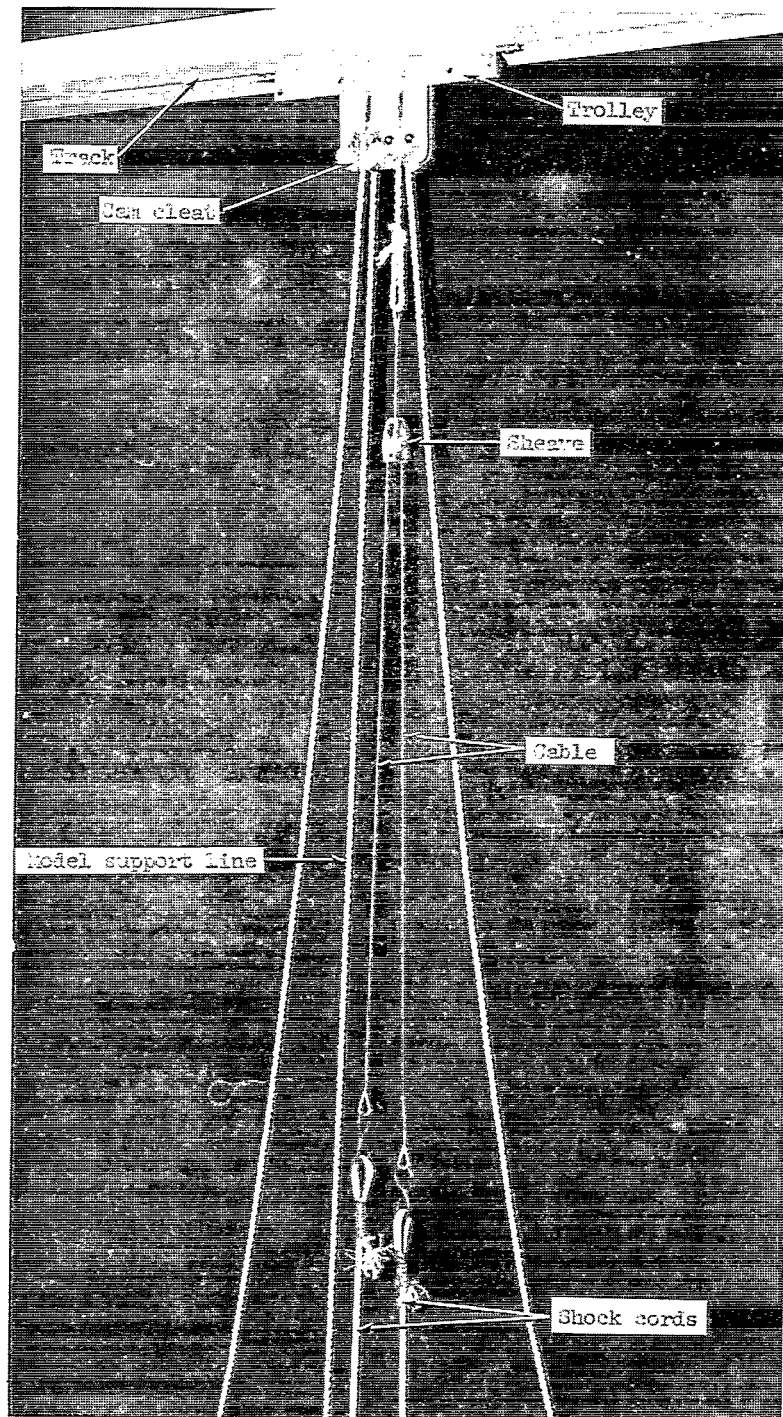 Trolley
Track
Cam cleat
Sheave
Cable
Model support line
Shock cords